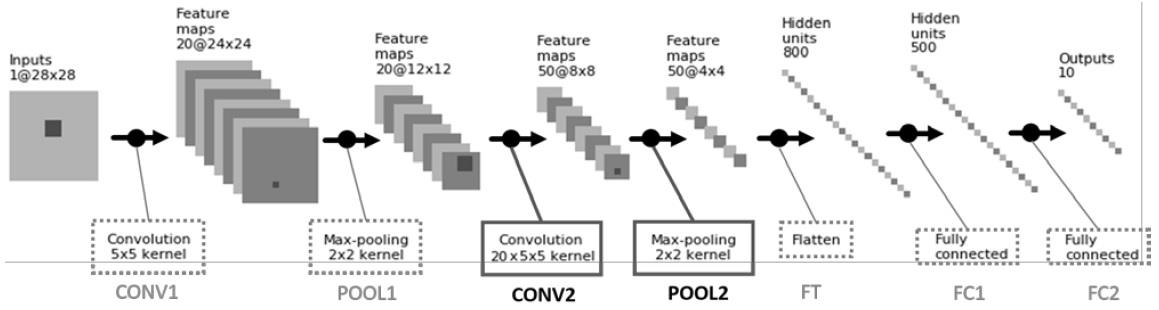 Inputs
1@28x28
Feature
maps
20@24x24
Feature
maps
20@12x12
Feature
maps
50@8x8
Feature
maps
50@4x4
Hidden
units
800
Hidden
units
500
Outputs
10
Convolution
5x5 kernel
Max-pooling
2x2 kernel
Convolution
20x5x5 kernel
Max-pooling
2x2 kernel
Flatten
Fully
connected
Fully
connected
CONV1
POOL1
CONV2
POOL2
FT
FC1
FC2